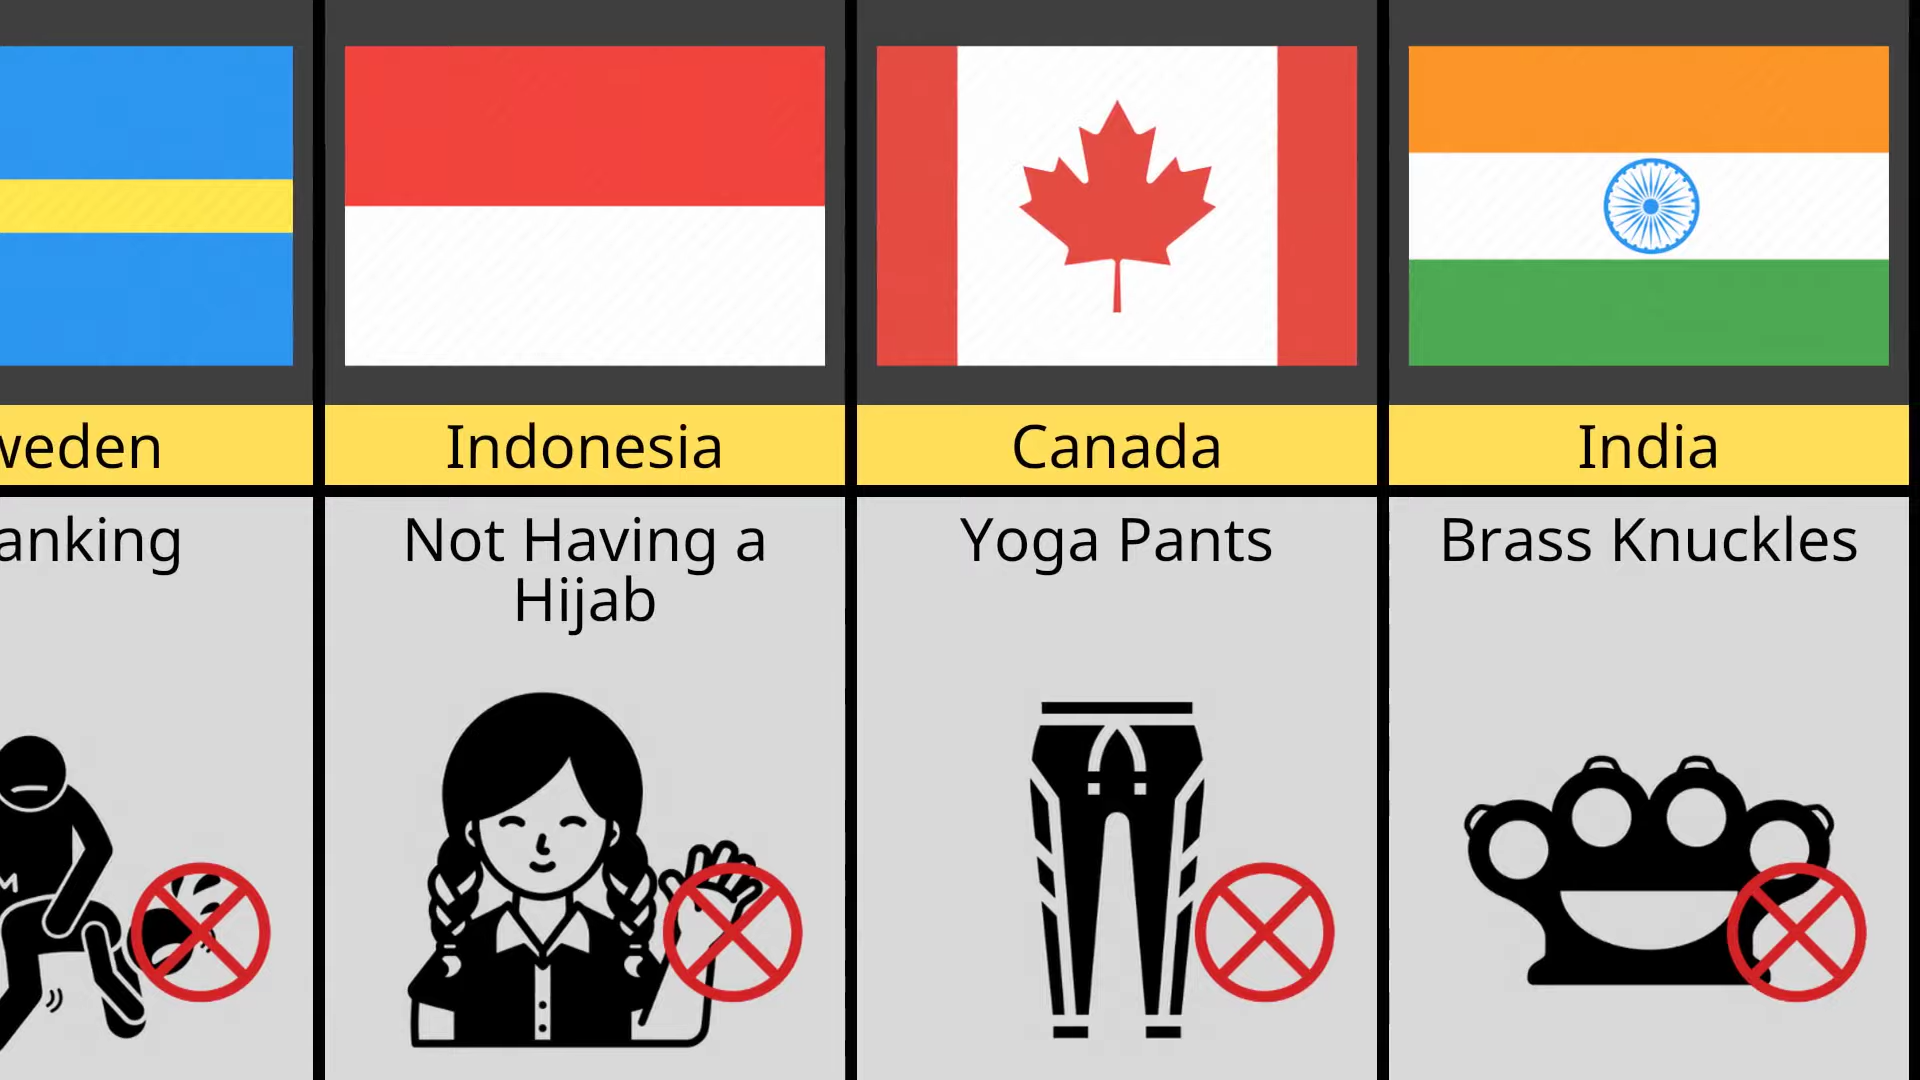 weden
Indonesia
Canada
India
anking
Not Having a
Hijab
Yoga Pants
Brass Knuckles